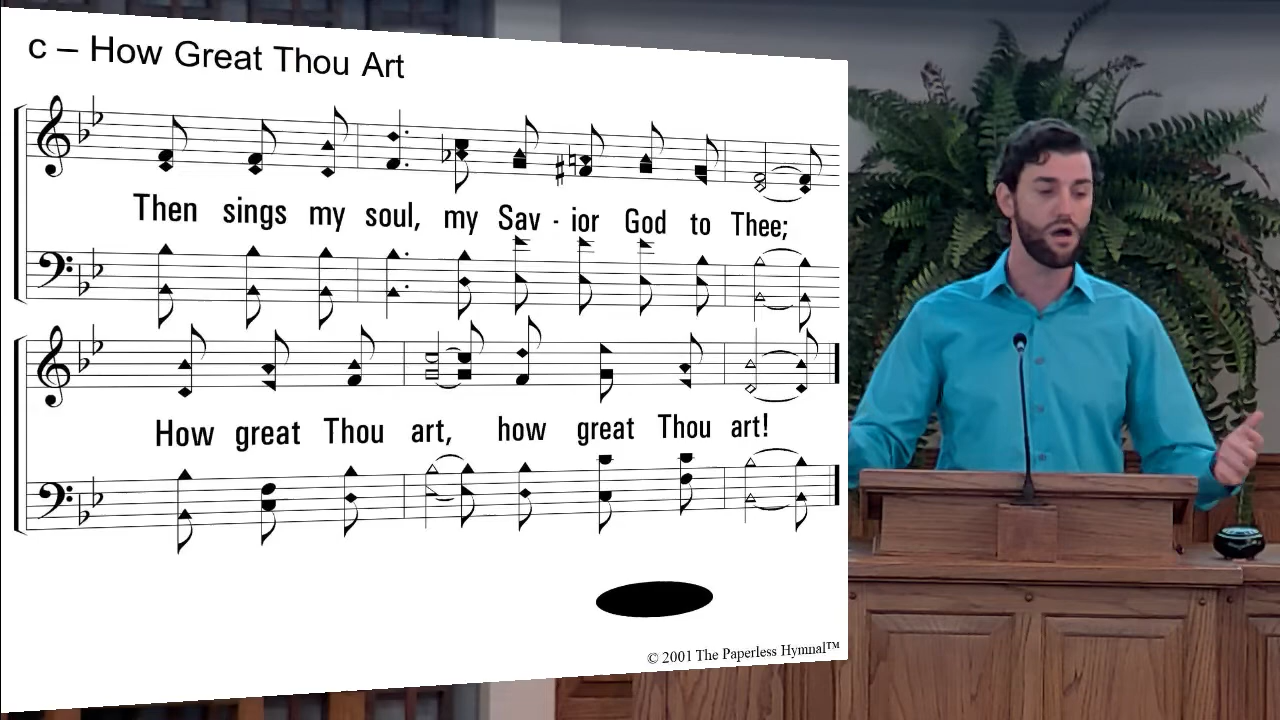 c – How Great Thou Art
Then sings my soul, my Sav - ior God to Thee;
How great Thou art, how great Thou art!
© 2001 The Paperless Hymnal™